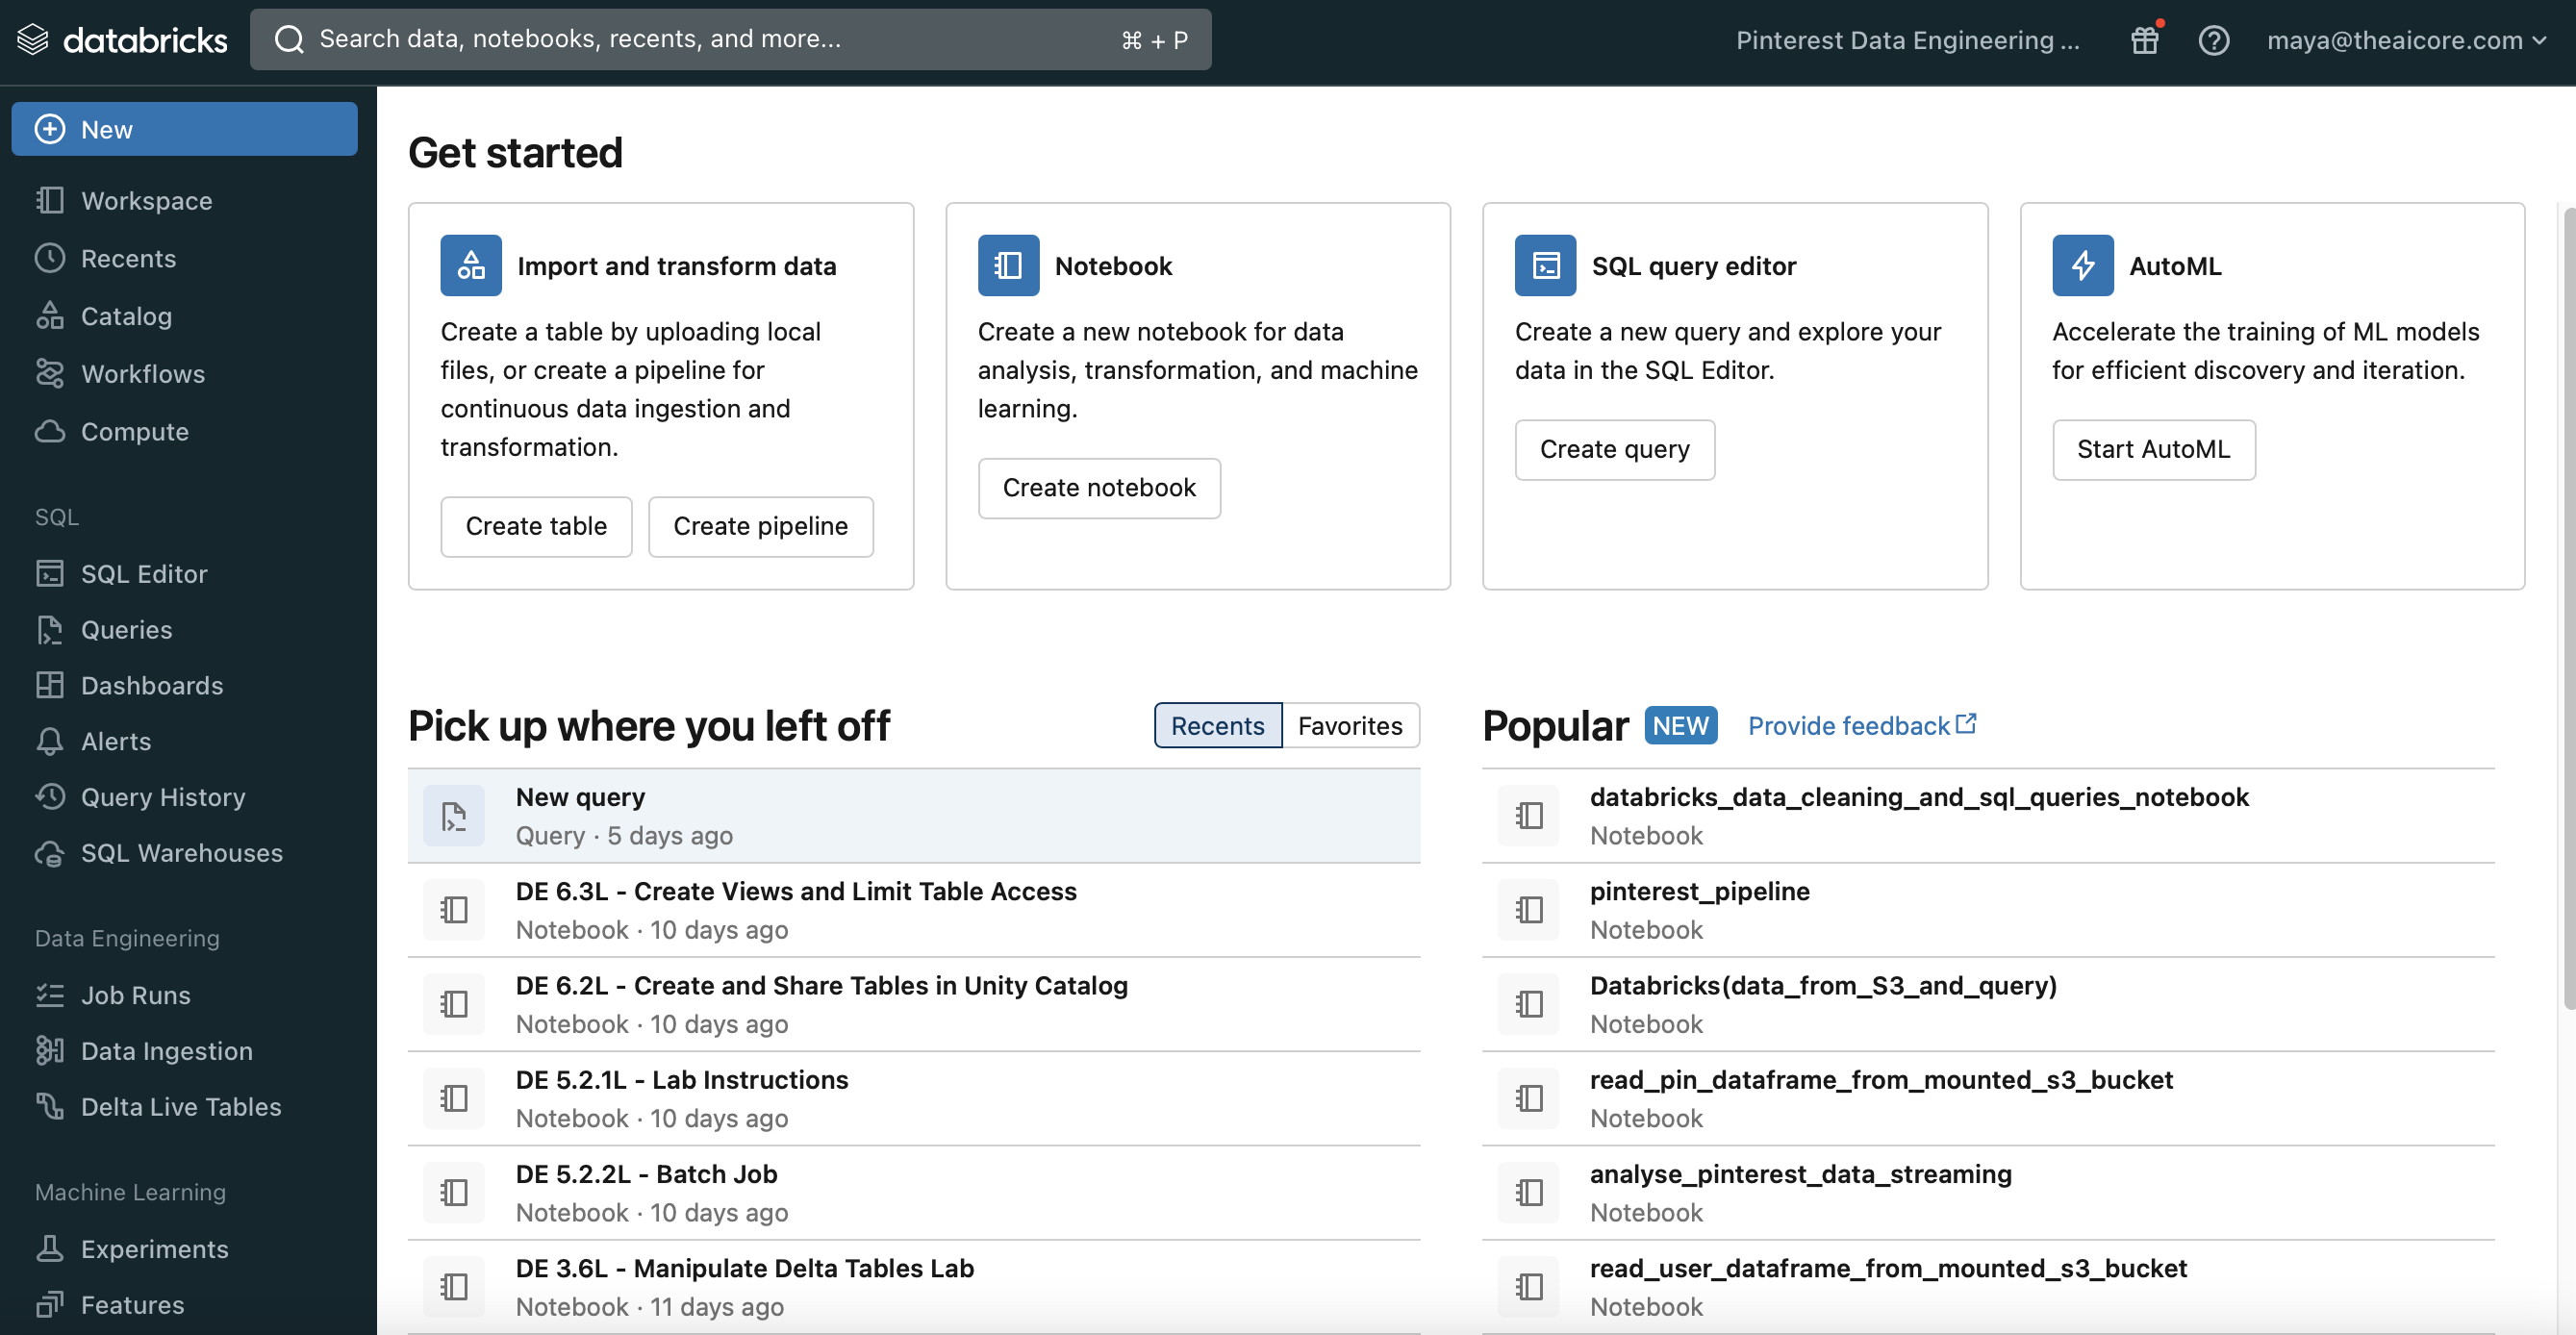 databricks
Search data, notebooks, recents, and more...
⌘ + P
Pinterest Data Engineering ...
maya@theaicore.com
New
Workspace
Recents
Catalog
Workflows
Compute
SQL
SQL Editor
Queries
Dashboards
Alerts
Query History
SQL Warehouses
Data Engineering
Job Runs
Data Ingestion
Delta Live Tables
Machine Learning
Experiments
Features
Get started
Import and transform data
Create a table by uploading local
files, or create a pipeline for
continuous data ingestion and
transformation.
Create table
Create pipeline
Notebook
Create a new notebook for data
analysis, transformation, and machine
learning.
Create notebook
SQL query editor
Create a new query and explore your
data in the SQL Editor.
Create query
AutoML
Accelerate the training of ML models
for efficient discovery and iteration.
Start AutoML
Pick up where you left off
Recents
Favorites
New query
Query · 5 days ago
DE 6.3L - Create Views and Limit Table Access
Notebook · 10 days ago
DE 6.2L - Create and Share Tables in Unity Catalog
Notebook · 10 days ago
DE 5.2.1L - Lab Instructions
Notebook · 10 days ago
DE 5.2.2L - Batch Job
Notebook · 10 days ago
DE 3.6L - Manipulate Delta Tables Lab
Notebook · 11 days ago
Popular
NEW
Provide feedback
databricks_data_cleaning_and_sql_queries_notebook
Notebook
pinterest_pipeline
Notebook
Databricks(data_from_S3_and_query)
Notebook
read_pin_dataframe_from_mounted_s3_bucket
Notebook
analyse_pinterest_data_streaming
Notebook
read_user_dataframe_from_mounted_s3_bucket
Notebook